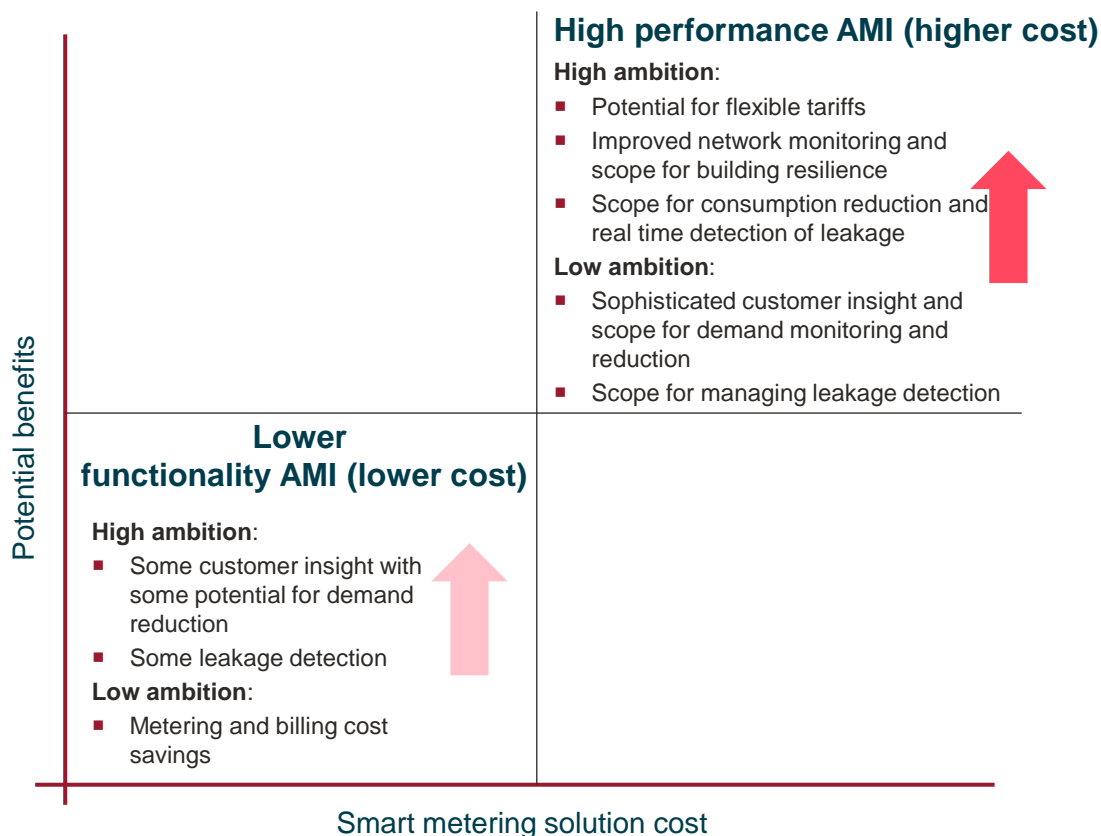 High performance AMI (higher cost)
High ambition:
■ Potential for flexible tariffs
■ Improved network monitoring and
scope for building resilience
■ Scope for consumption reduction and
real time detection of leakage
Low ambition:
■ Sophisticated customer insight and
scope for demand monitoring and
reduction
■ Scope for managing leakage detection
Potential benefits
Lower
functionality AMI (lower cost)
High ambition:
■ Some customer insight with
some potential for demand
reduction
■ Some leakage detection
Low ambition:
■ Metering and billing cost
savings
Smart metering solution cost